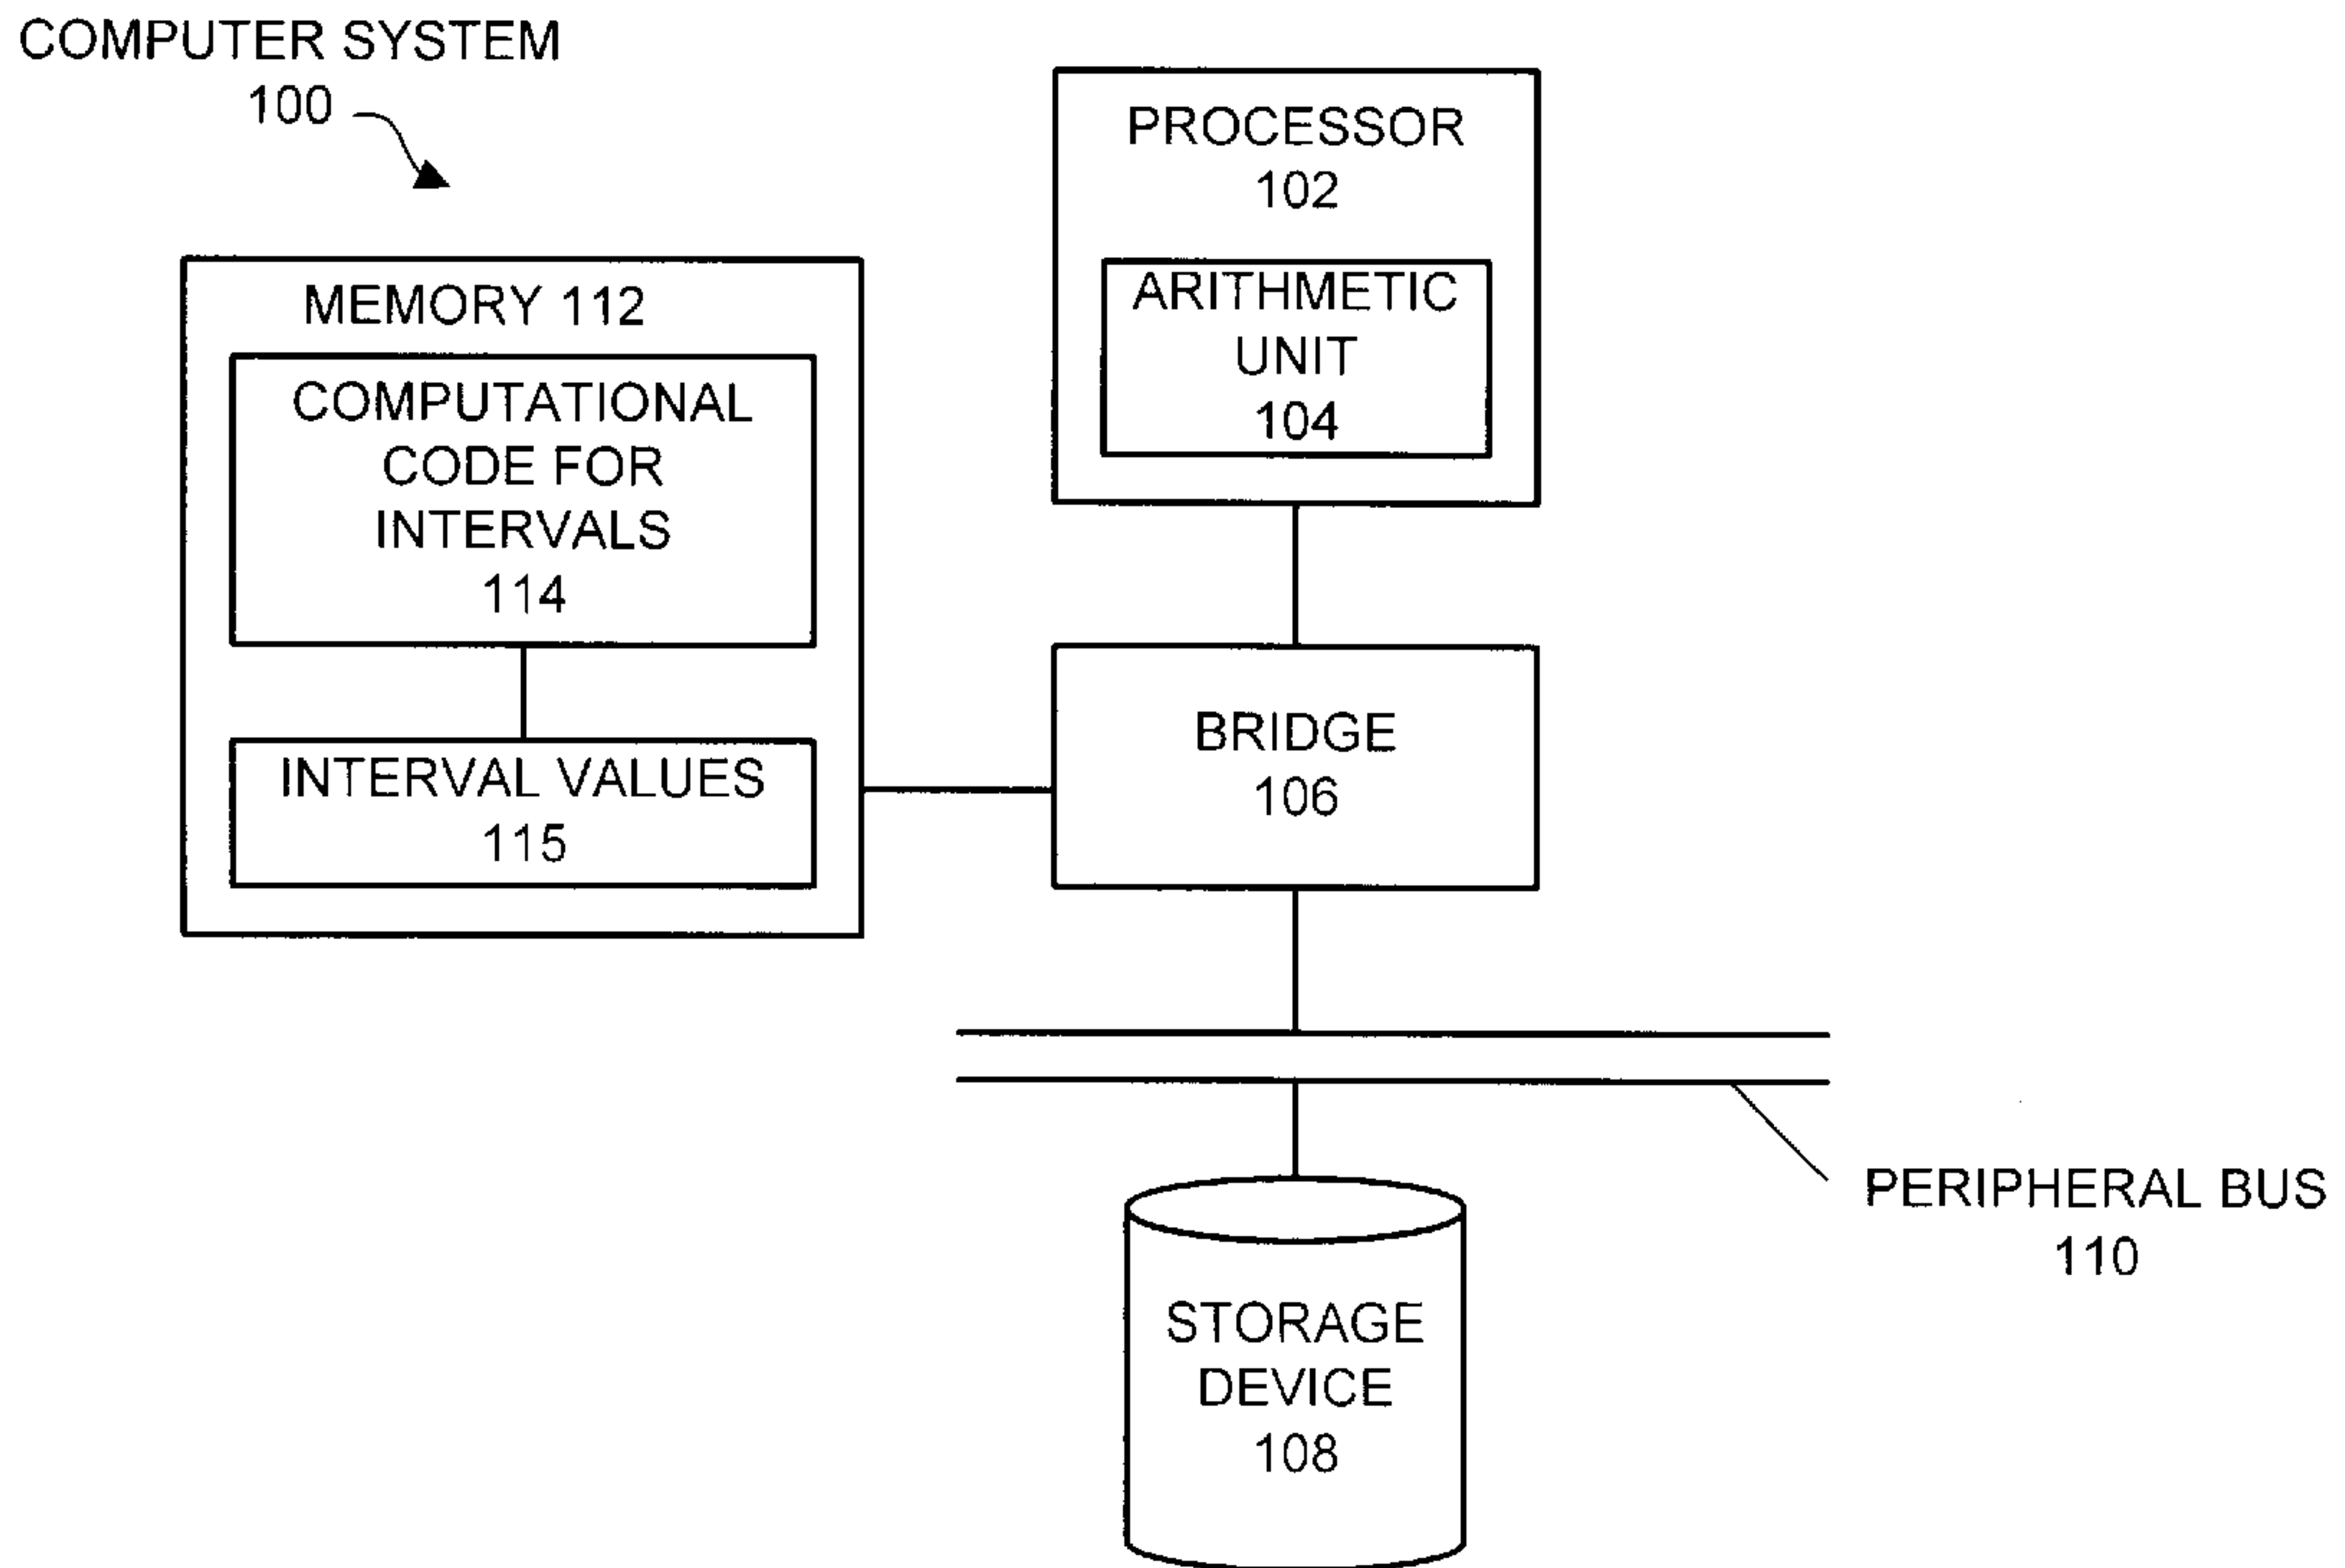 COMPUTER SYSTEM
100
PROCESSOR
102
ARITHMETIC
UNIT
104
MEMORY 112
COMPUTATIONAL
CODE FOR
INTERVALS
114
INTERVAL VALUES
115
BRIDGE
106
PERIPHERAL BUS
110
STORAGE
DEVICE
108